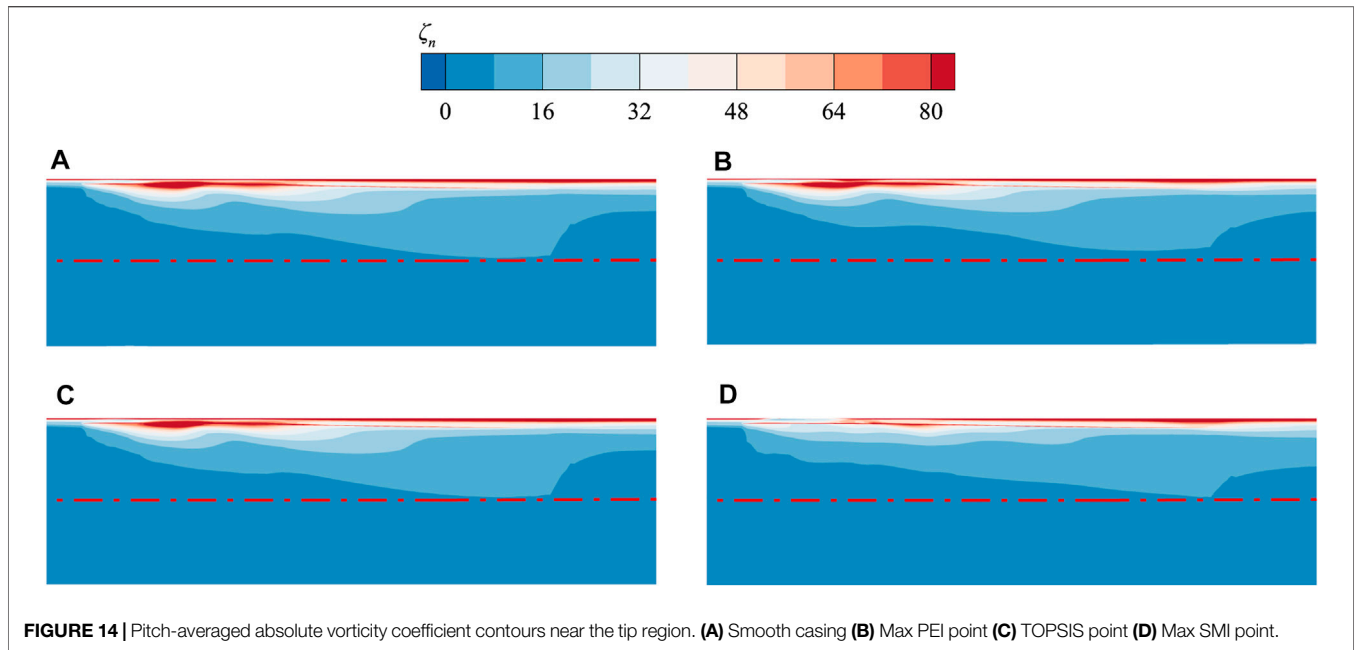 ζn
0 16 32 48 64 80
A
B
C
D
FIGURE 14 | Pitch-averaged absolute vorticity coefficient contours near the tip region. (A) Smooth casing (B) Max PEI point (C) TOPSIS point (D) Max SMI point.